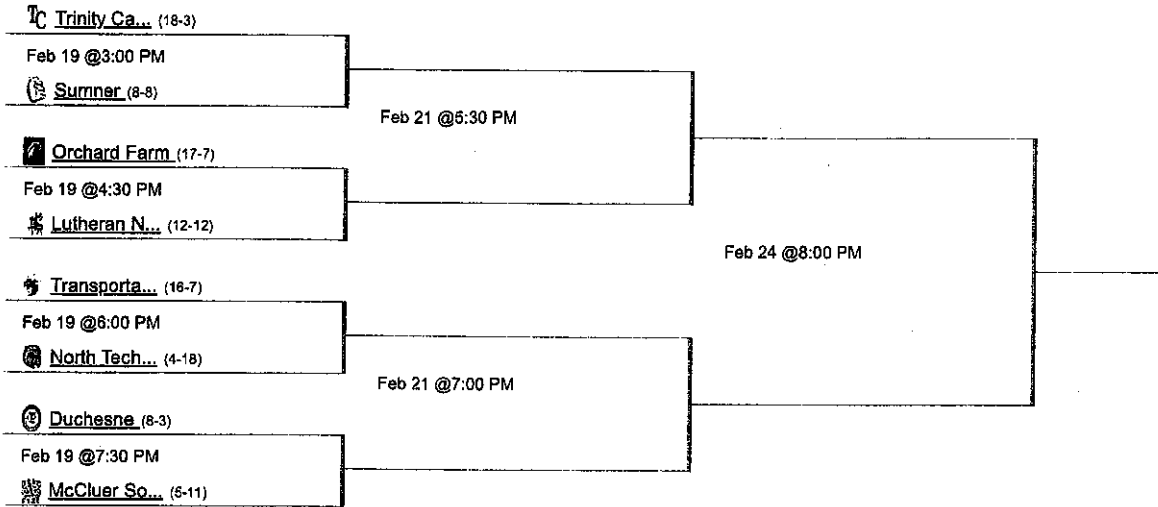 TC Trinity Ca... (18-3)
Feb 19 @3:00 PM
Sumner (8-8)
Feb 21 @5:30 PM
Orchard Farm (17-7)
Feb 19 @4:30 PM
Lutheran N... (12-12)
Feb 24 @8:00 PM
Transporta... (16-7)
Feb 19 @6:00 PM
North Tech... (4-18)
Feb 21 @7:00 PM
Duchesne (8-3)
Feb 19 @7:30 PM
McCluer So... (5-11)